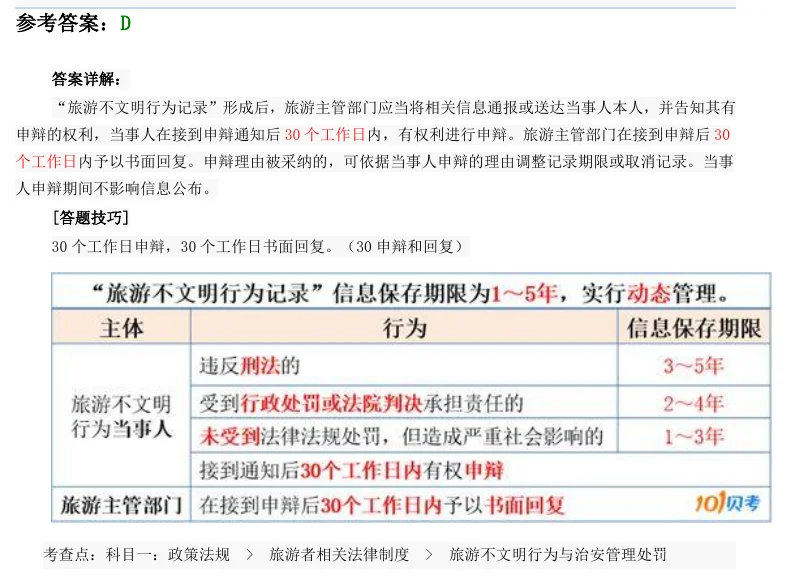 参考答案：D
答案详解：
“旅游不文明行为记录”形成后，旅游主管部门应当将相关信息通报或送达当事人本人，并告知其有
申辩的权利，当事人在接到申辩通知后 30 个工作日内，有权利进行申辩。旅游主管部门在接到申辩后 30
个工作日内予以书面回复。申辩理由被采纳的，可依据当事人申辩的理由调整记录期限或取消记录。当事
人申辩期间不影响信息公布。
[答题技巧]
30 个工作日申辩，30 个工作日书面回复。（30 申辩和回复）
“旅游不文明行为记录”信息保存期限为1～5年，实行动态管理。
主体 行为 信息保存期限
违反刑法的 3～5年
旅游不文明
行为当事人
受到行政处罚或法院判决承担责任的 2～4年
未受到法律法规处罚，但造成严重社会影响的 1～3年
接到通知后30个工作日内有权申辩
旅游主管部门 在接到申辩后30个工作日内予以书面回复
101贝考
考查点：科目一：政策法规 > 旅游者相关法律制度 > 旅游不文明行为与治安管理处罚